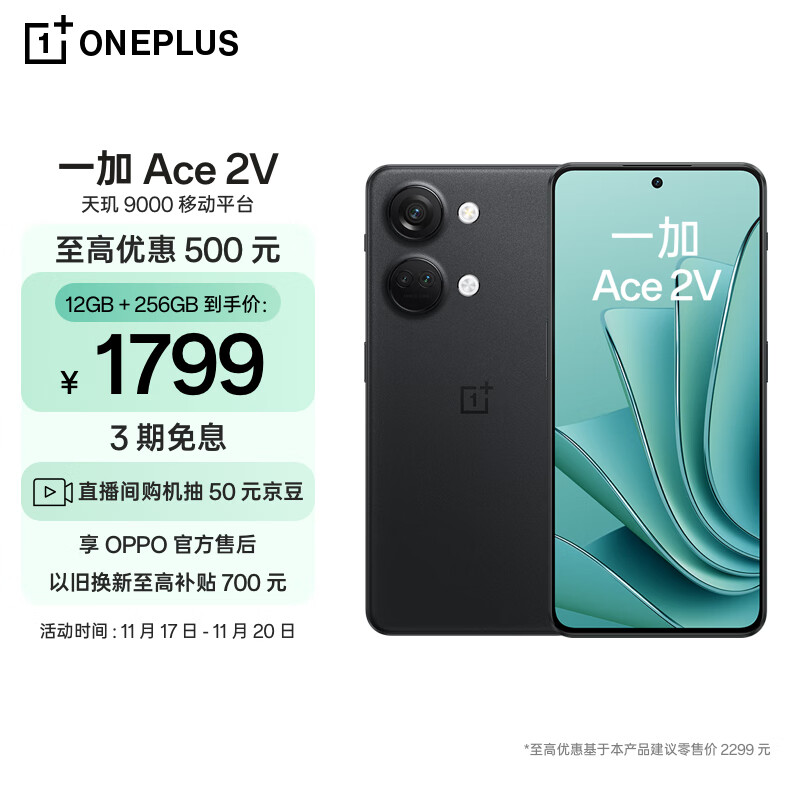 1+ ONEPLUS
一加 Ace 2V
天玑 9000 移动平台
至高优惠 500 元
12GB + 256GB 到手价:
¥ 1799
3 期免息
直播间购机抽 50 元京豆
享 OPPO 官方售后
以旧换新至高补贴 700 元
活动时间 : 11 月 17 日 - 11 月 20 日
1+
一加
Ace 2V
*至高优惠基于本产品建议零售价 2299 元